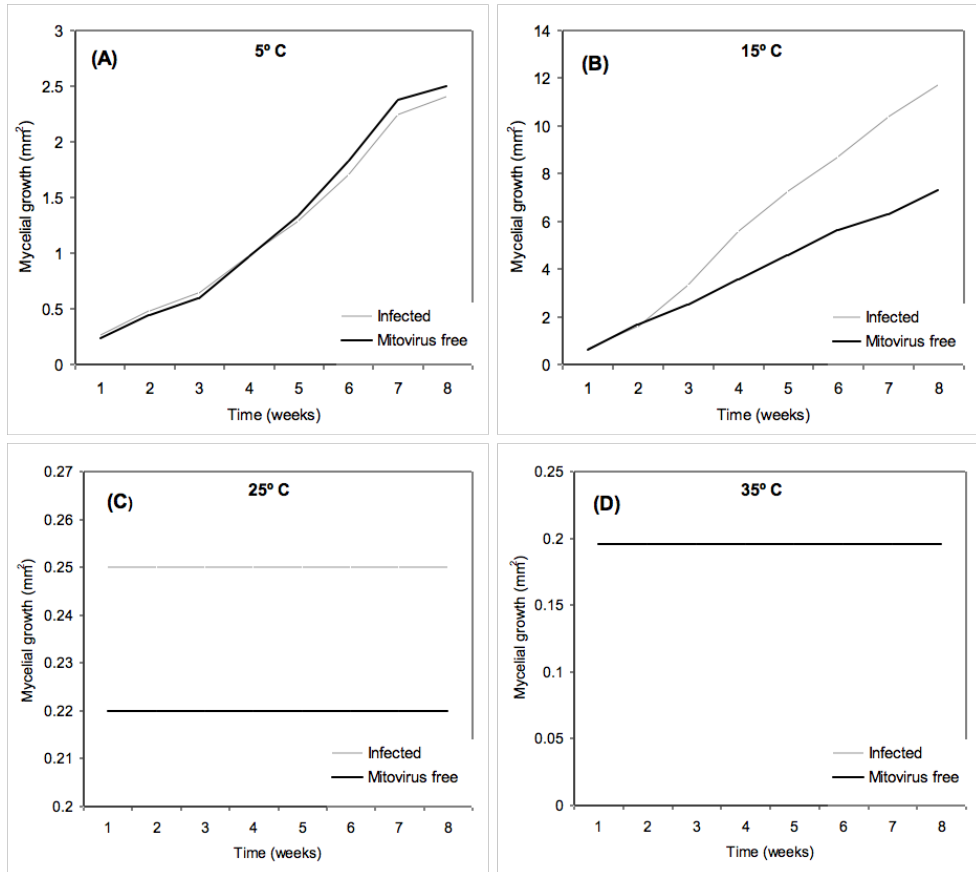 (A)
5º C
Mycelial growth (mm²)
3
2.5
2
1.5
1
0.5
0
Infected
Mitovirus free
1 2 3 4 5 6 7 8
Time (weeks)
(B)
15º C
Mycelial growth (mm²)
14
12
10
8
6
4
2
0
Infected
Mitovirus free
1 2 3 4 5 6 7 8
Time (weeks)
(C)
25º C
Mycelial growth (mm²)
0.27
0.26
0.25
0.24
0.23
0.22
0.21
0.2
Infected
Mitovirus free
1 2 3 4 5 6 7 8
Time (weeks)
(D)
35º C
Mycelial growth (mm²)
0.25
0.2
0.15
0.1
0.05
0
Infected
Mitovirus free
1 2 3 4 5 6 7 8
Time (weeks)